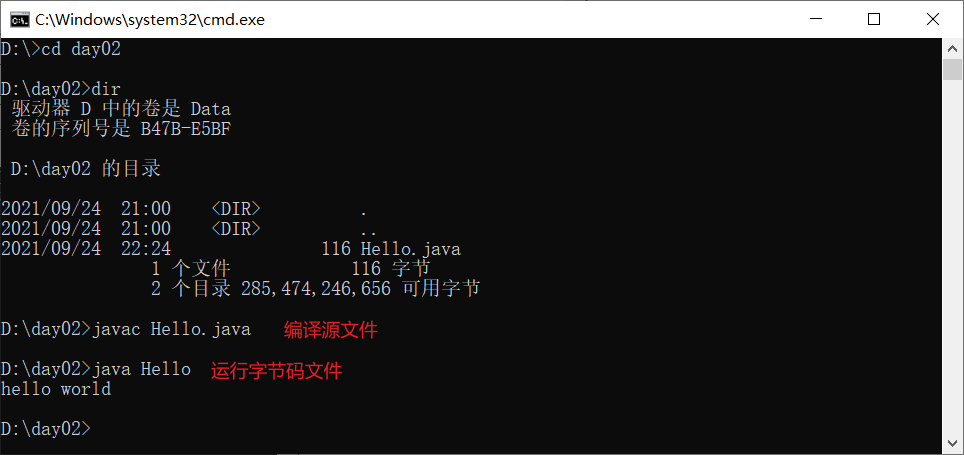 C:\Windows\system32\cmd.exe
D:\>cd day02
D:\day02>dir
驱动器 D 中的卷是 Data
卷的序列号是 B47B-E5BF
D:\day02 的目录
2021/09/24  21:00    <DIR>          .
2021/09/24  21:00    <DIR>          ..
2021/09/24  22:24               116 Hello.java
1 个文件            116 字节
2 个目录 285,474,246,656 可用字节
D:\day02>javac Hello.java 编译源文件
D:\day02>java Hello 运行字节码文件
hello world
D:\day02>